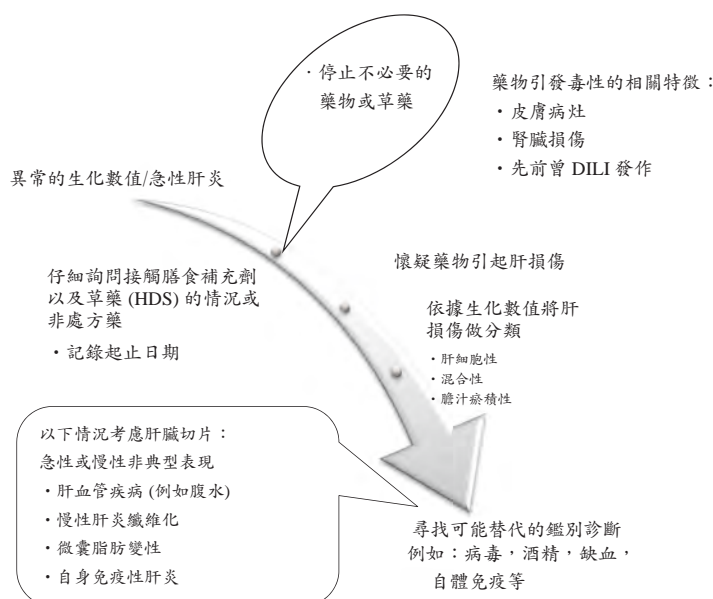 · 停止不必要的
藥物或草藥
藥物引發毒性的相關特徵：
・皮膚病灶
・腎臟損傷
・先前曾 DILI 發作
異常的生化數值/急性肝炎
仔細詢問接觸膳食補充劑
以及草藥 (HDS) 的情況或
非處方藥
・記錄起止日期
懷疑藥物引起肝損傷
依據生化數值將肝
損傷做分類
・肝細胞性
・混合性
・膽汁瘀積性
以下情況考慮肝臟切片：
急性或慢性非典型表現
・肝血管疾病 (例如腹水)
・慢性肝炎纖維化
・微囊脂肪變性
・自身免疫性肝炎
尋找可能替代的鑑別診斷
例如：病毒，酒精，缺血，
自體免疫等